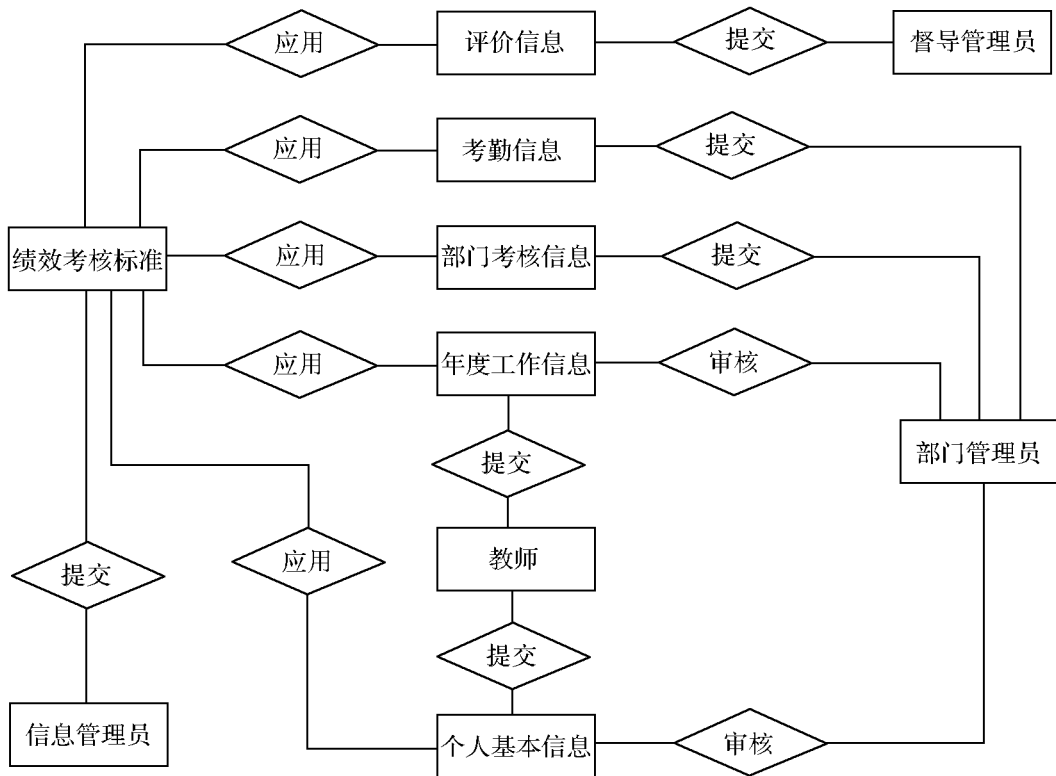 应用
评价信息
提交
督导管理员
应用
考勤信息
提交
绩效考核标准
应用
部门考核信息
提交
应用
年度工作信息
审核
部门管理员
提交
应用
教师
提交
提交
信息管理员
个人基本信息
审核